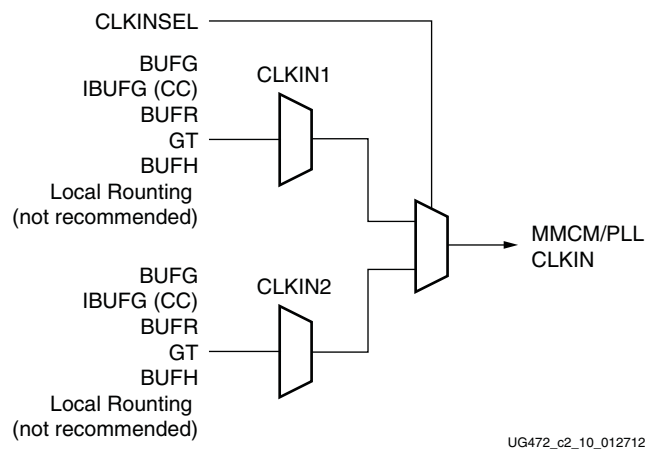 CLKINSEL
BUFG
IBUFG (CC)
BUFR
GT
BUFH
Local Rounting
(not recommended)
CLKIN1
MMCM/PLL
CLKIN
BUFG
IBUFG (CC)
BUFR
GT
BUFH
Local Rounting
(not recommended)
CLKIN2
UG472_c2_10_012712